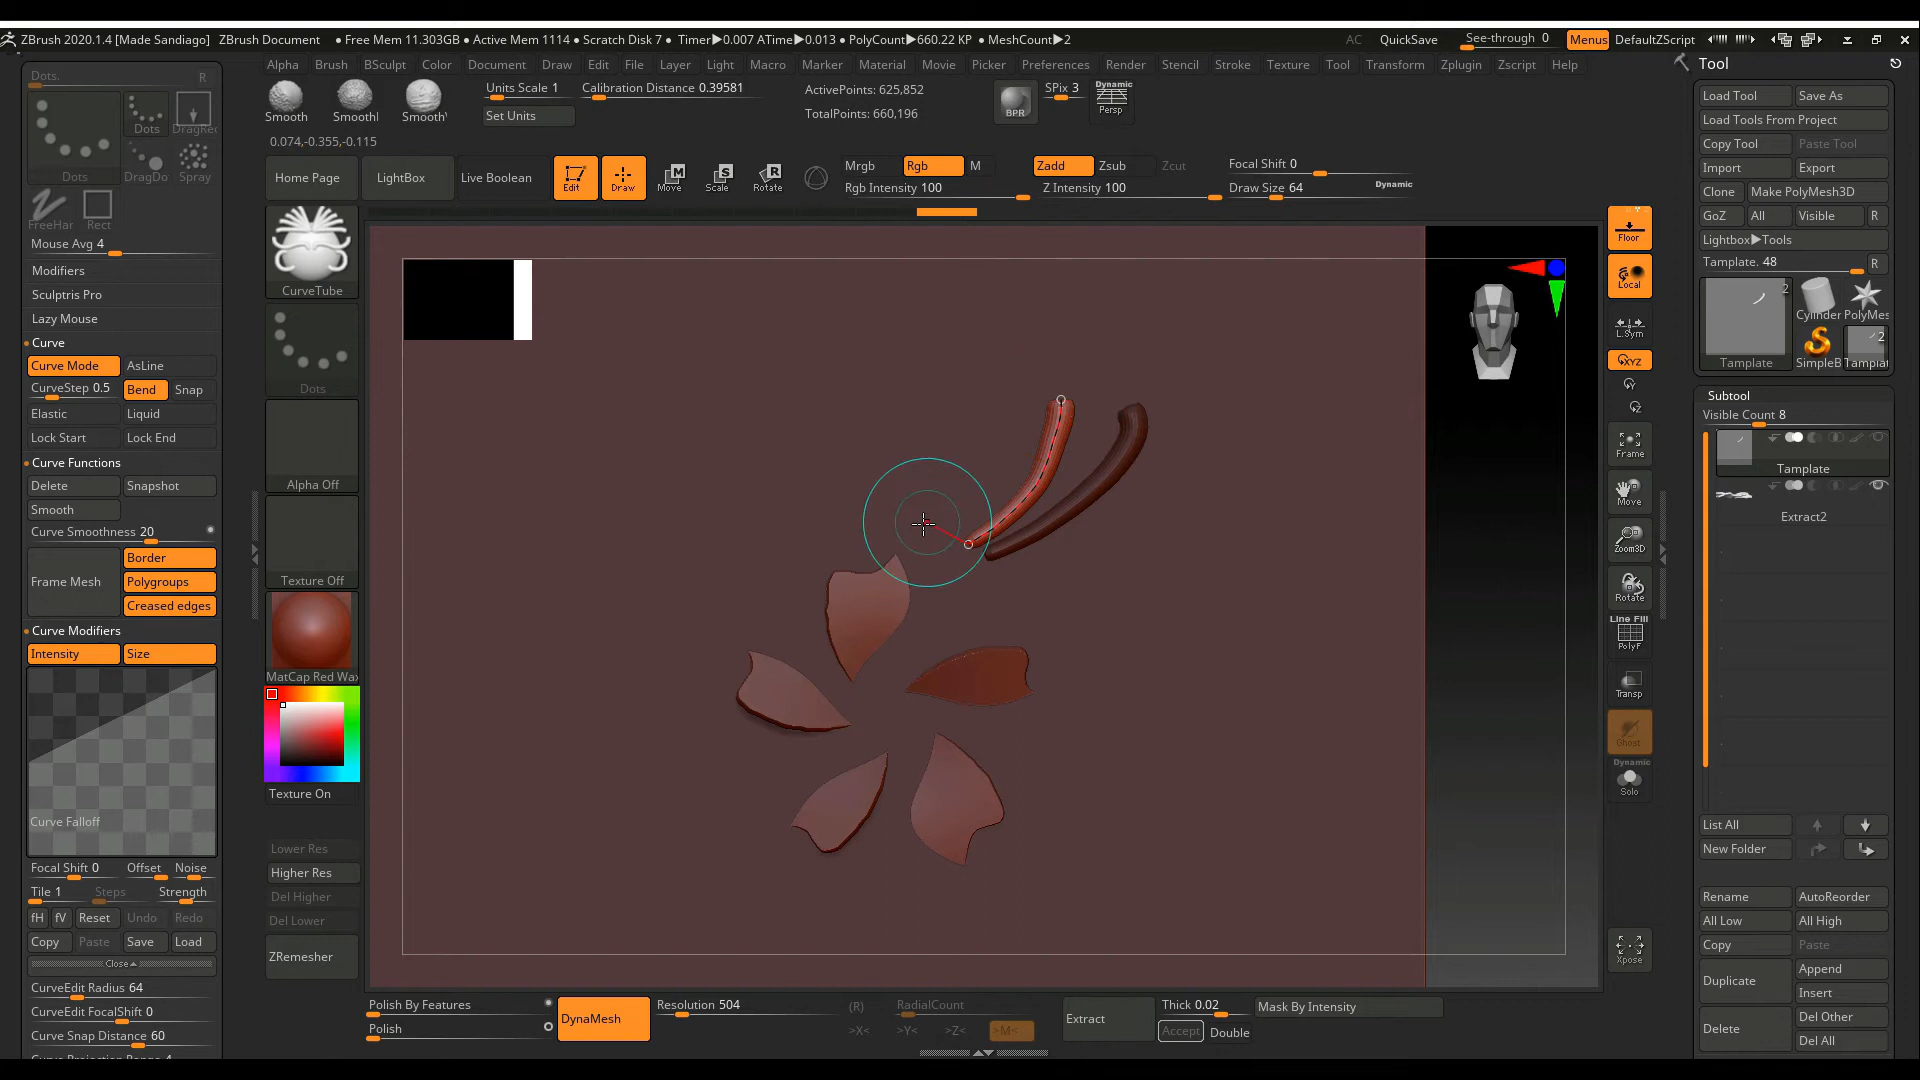 ZBrush 2020.1.4 [Made Sandiago] ZBrush Document • Free Mem 11.303GB • Active Mem 1114 • Scratch Disk 7 • Timer▶0.007 ATime▶0.013 • PolyCount▶660.22 KP • MeshCount▶2 AC QuickSave See-through 0 Menus DefaultZScript
Alpha Brush BSculpt Color Document Draw Edit File Layer Light Macro Marker Material Movie Picker Preferences Render Stencil Stroke Texture Tool Transform Zplugin Zscript Help
Dots. R
Dots
DragRec
Dots
DragDo
Spray
FreeHar
Rect
Mouse Avg 4
Modifiers
Sculptris Pro
Lazy Mouse
Curve
Curve Mode AsLine
CurveStep 0.5 Bend Snap
Elastic Liquid
Lock Start Lock End
Curve Functions
Delete Snapshot
Smooth
Curve Smoothness 20
Frame Mesh
Border
Polygroups
Creased edges
Curve Modifiers
Intensity Size
Curve Falloff
Focal Shift 0 Offset Noise
Tile 1 Steps Strength
fH fV Reset Undo Redo
Copy Paste Save Load
Close
CurveEdit Radius 64
CurveEdit FocalShift 0
Curve Snap Distance 60
Curve Projection Range 4
Smooth
Smoothl
Smooth
Units Scale 1
Set Units
Calibration Distance 0.39581
ActivePoints: 625,852
TotalPoints: 660,196
BPR
SPix 3
Dynamic
Persp
0.074,-0.355,-0.115
Home Page LightBox Live Boolean
Edit Draw Move Scale Rotate
Mrgb Rgb M
Rgb Intensity 100
Zadd Zsub Zcut
Z Intensity 100
Focal Shift 0
Draw Size 64
Dynamic
CurveTube
Dots
Alpha Off
Texture Off
MatCap Red Wax
Texture On
Lower Res
Higher Res
Del Higher
Del Lower
ZRemesher
Polish By Features
Polish
DynaMesh
Resolution 504
(R) RadialCount
>X< >Y< >Z< >M<
Extract
Thick 0.02
Accept Double
Mask By Intensity
Floor
Local
L.Sym
XYZ
Frame
Move
Zoom3D
Rotate
Line Fill
PolyF
Transp
Ghost
Dynamic
Solo
Xpose
Tool
Load Tool Save As
Load Tools From Project
Copy Tool Paste Tool
Import Export
Clone Make PolyMesh3D
GoZ All Visible R
Lightbox▶Tools
Tamplate. 48 R
2
Tamplate
Cylinder
PolyMes
SimpleB
2
Tamplat
Subtool
Visible Count 8
Tamplate
Extract2
List All
New Folder
Rename AutoReorder
All Low All High
Copy Paste
Duplicate
Append
Insert
Delete
Del Other
Del All